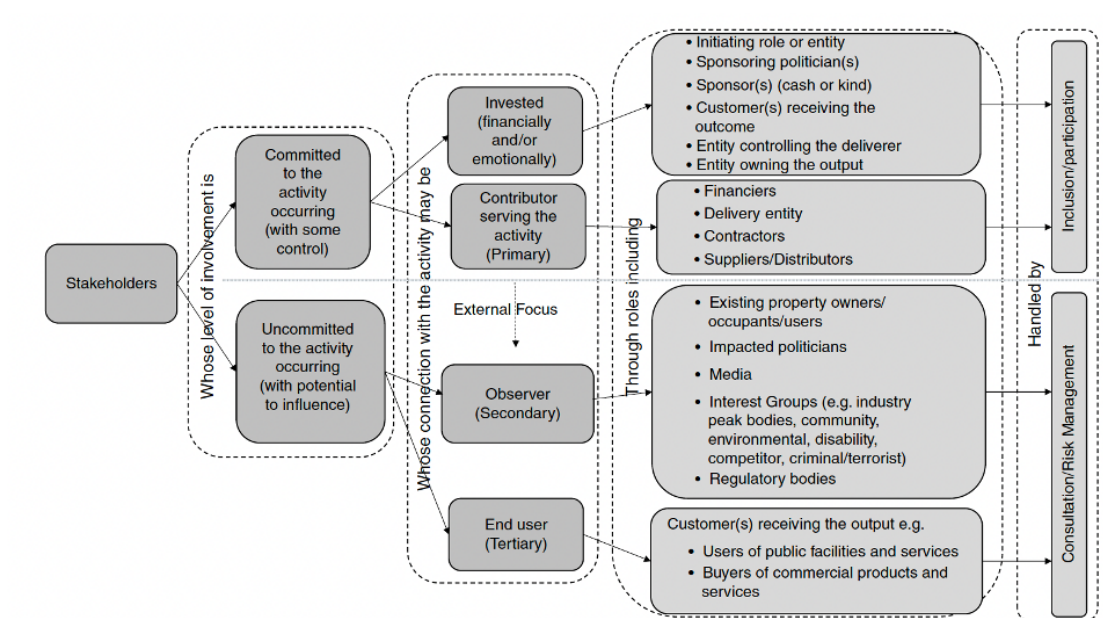 Stakeholders
Whose level of involvement is
Committed
to the
activity
occurring
(with some
control)
Uncommitted
to the activity
occurring
(with potential
to influence)
Whose connection with the activity may be
Invested
(financially
and/or
emotionally)
Contributor
serving the
activity
(Primary)
External Focus
Observer
(Secondary)
End user
(Tertiary)
Through roles including
• Initiating role or entity
• Sponsoring politician(s)
• Sponsor(s) (cash or kind)
• Customer(s) receiving the
outcome
• Entity controlling the deliverer
• Entity owning the output
• Financiers
• Delivery entity
• Contractors
• Suppliers/Distributors
• Existing property owners/
occupants/users
• Impacted politicians
• Media
• Interest Groups (e.g. industry
peak bodies, community,
environmental, disability,
competitor, criminal/terrorist)
• Regulatory bodies
Customer(s) receiving the output e.g.
• Users of public facilities and services
• Buyers of commercial products and
services
Handled by
Inclusion/participation
Consultation/Risk Management